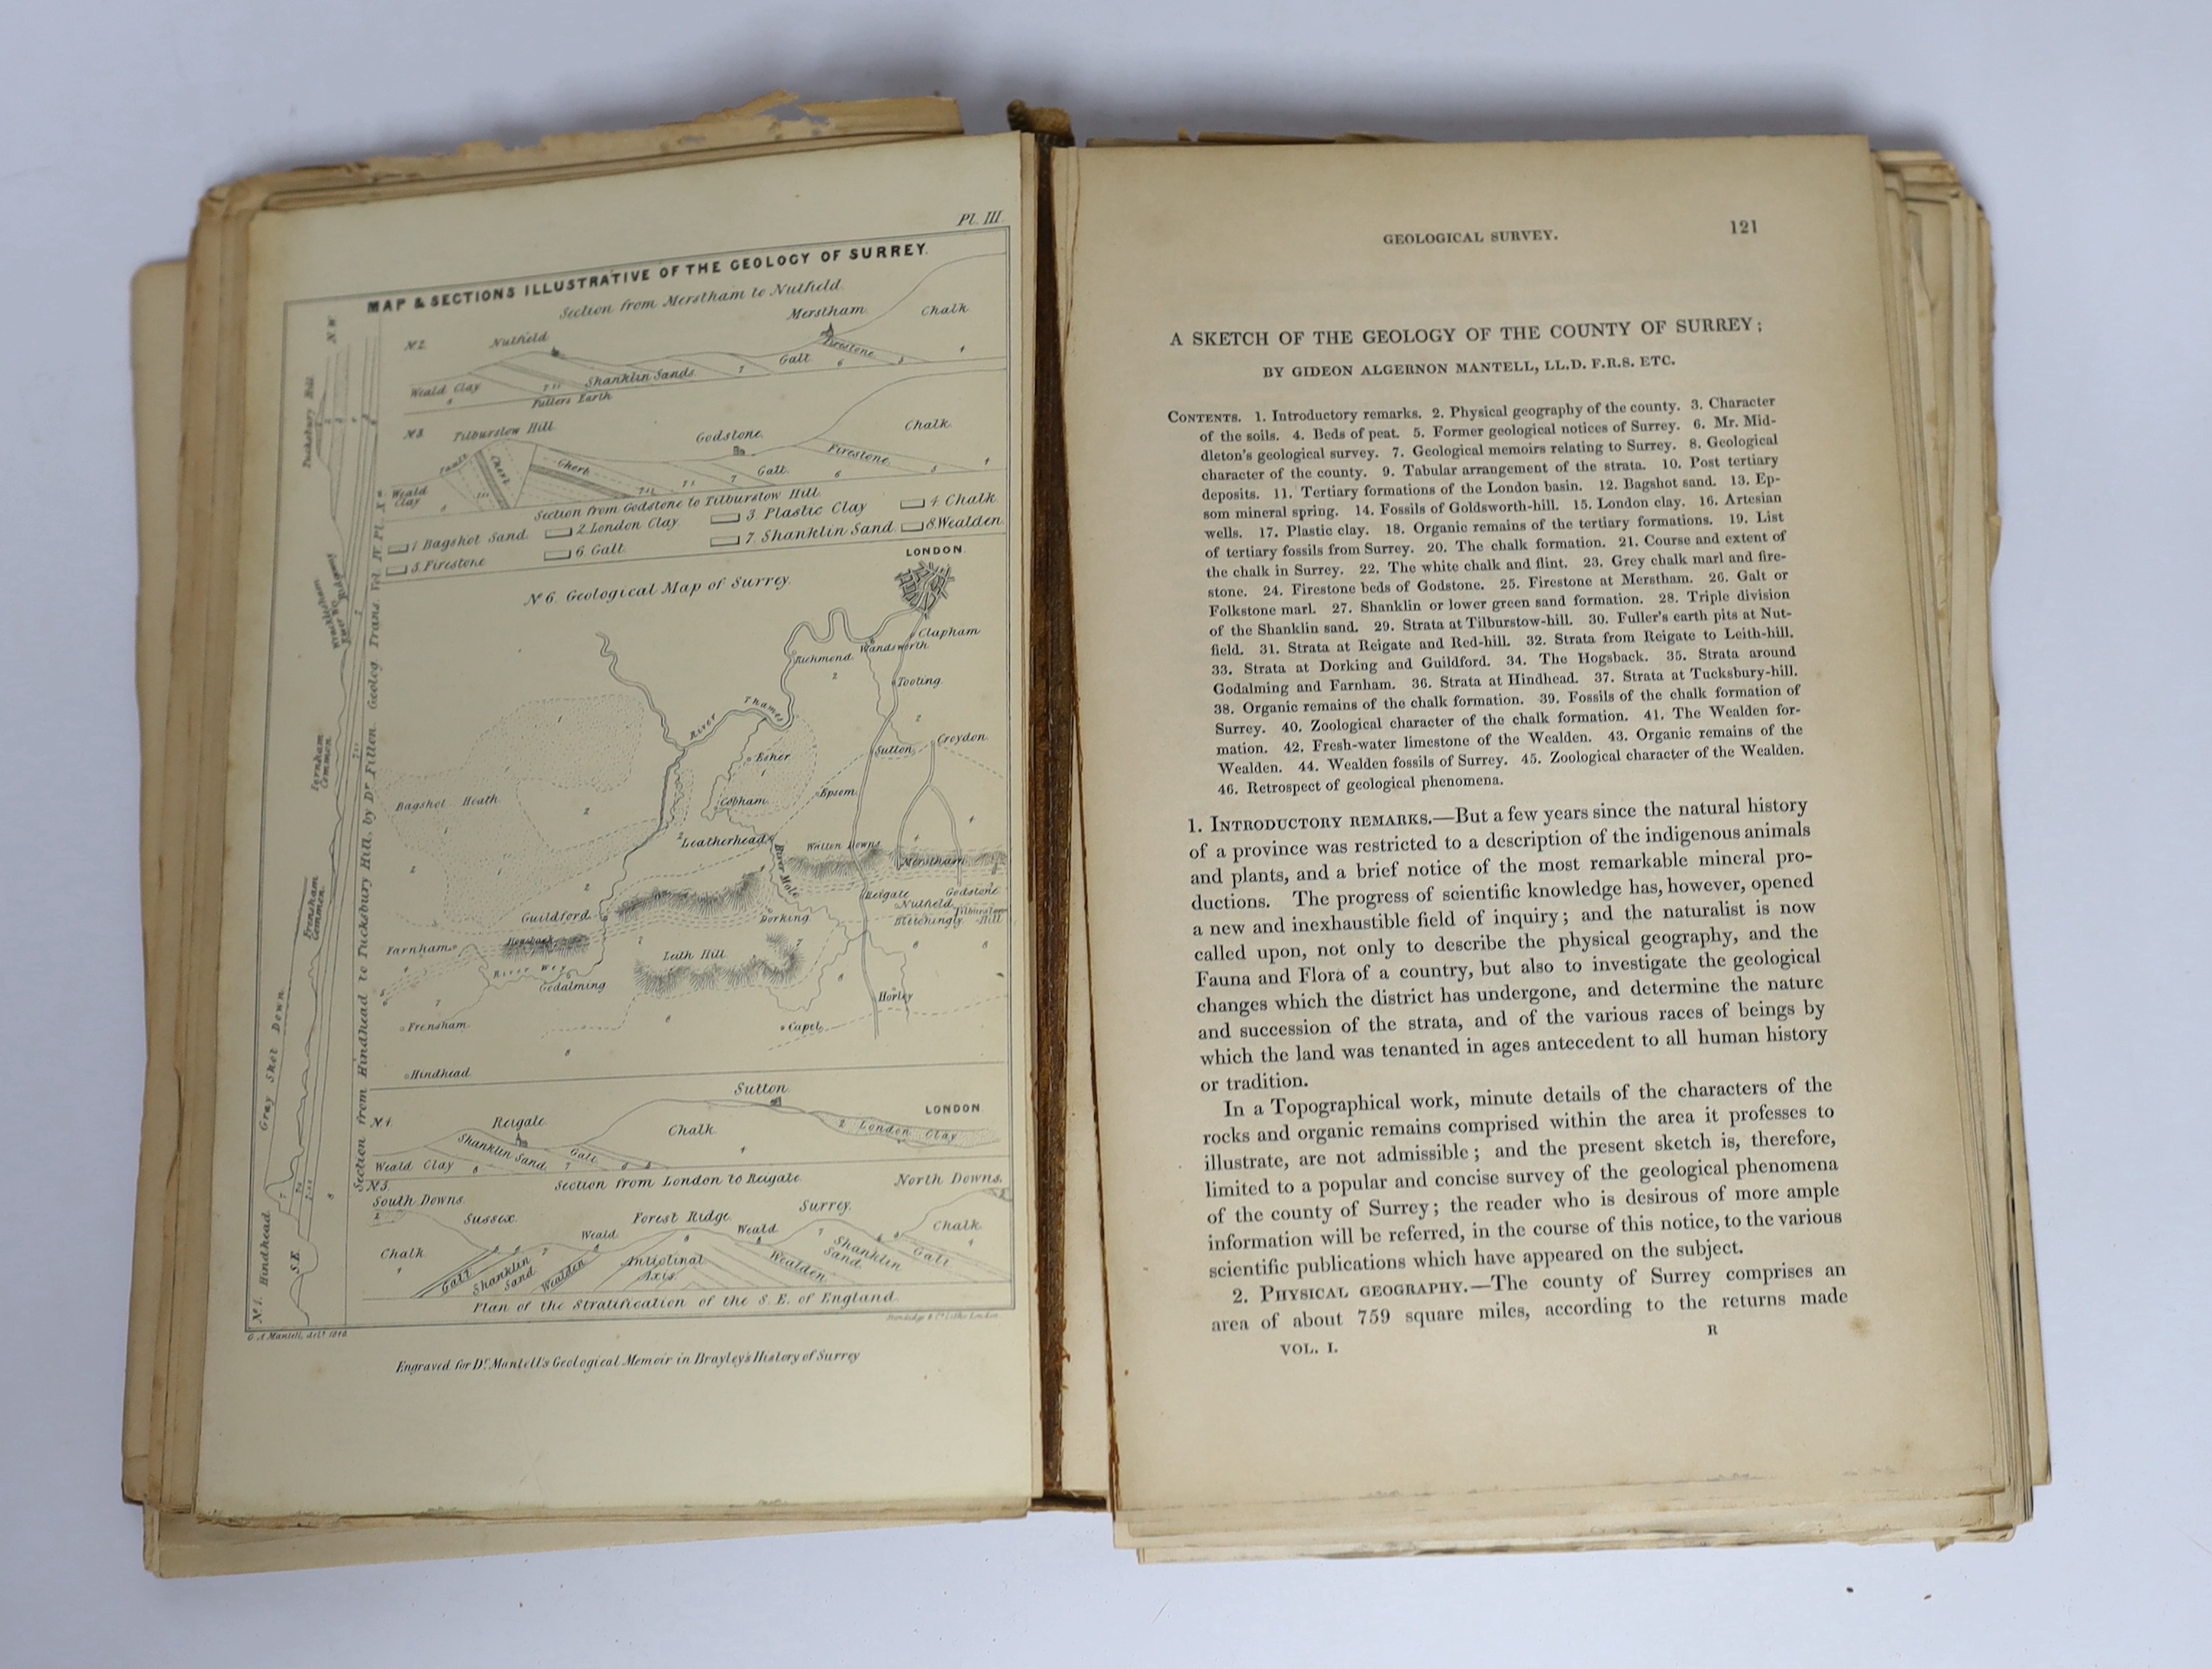 Pl. III.
MAP & SECTIONS ILLUSTRATIVE OF THE GEOLOGY OF SURREY.
Section from Merstham to Nutfield.
Nº 2.
Nutfield
Merstham
Chalk
Firestone
Galt
Shanklin Sands.
Weald Clay
Fullers Earth
Nº 3.
Tilburstow Hill
Godstone.
Chalk
Fault
Chert
Chert
Firestone
Galt.
Weald
Clay
Section from Godstone to Tilburstow Hill.
1 Bagshot Sand. 2. London Clay 3. Plastic Clay 4. Chalk
5. Firestone 6. Galt. 7. Shanklin Sand 8. Wealden.
Nº 6. Geological Map of Surrey.
LONDON.
Clapham
Wandsworth
Richmond
Tooting
River Thames
Sutton
Croydon
Esher
Bagshot Heath
Cobham
Epsom
Leatherhead
River Mole
Walton Downs
Merstham
Reigate
Godstone
Nutfield
Bletchingly
Tilburstow
Hill
Guildford
Dorking
Farnham
Hogsback
Leith Hill
River Wey
Godalming
Horley
Frensham
Capel
Hindhead
Nº 4.
Reigate
Sutton
LONDON
Shanklin Sand
Galt
Chalk
London Clay
Weald Clay
Section from London to Reigate.
Nº 5.
South Downs
North Downs.
Sussex
Forest Ridge
Surrey.
Weald
Weald
Chalk
Chalk
Galt
Shanklin
Sand
Wealden
Anticlinal
Axis
Wealden
Shanklin
Sand
Galt
Plan of the Stratification of the S. E. of England.
N.W.
Tucksbury Hill
Farnham
Common.
Frensham
Common.
Gray Shot Down
Hindhead
S.E.
Nº 1.
Section from Hindhead to Tucksbury Hill, by Dr. Fitton. Geolog Trans. Vol. IV. Pl. Xª
G. A Mantell, delt. 1840.
Engraved for Dr. Mantell's Geological Memoir in Brayley's History of Surrey
GEOLOGICAL SURVEY. 121
A SKETCH OF THE GEOLOGY OF THE COUNTY OF SURREY;
BY GIDEON ALGERNON MANTELL, LL.D. F.R.S. ETC.
CONTENTS. 1. Introductory remarks. 2. Physical geography of the county. 3. Character
of the soils. 4. Beds of peat. 5. Former geological notices of Surrey. 6. Mr. Mid-
dleton's geological survey. 7. Geological memoirs relating to Surrey. 8. Geological
character of the county. 9. Tabular arrangement of the strata. 10. Post tertiary
deposits. 11. Tertiary formations of the London basin. 12. Bagshot sand. 13. Ep-
som mineral spring. 14. Fossils of Goldsworth-hill. 15. London clay. 16. Artesian
wells. 17. Plastic clay. 18. Organic remains of the tertiary formations. 19. List
of tertiary fossils from Surrey. 20. The chalk formation. 21. Course and extent of
the chalk in Surrey. 22. The white chalk and flint. 23. Grey chalk marl and fire-
stone. 24. Firestone beds of Godstone. 25. Firestone at Merstham. 26. Galt or
Folkstone marl. 27. Shanklin or lower green sand formation. 28. Triple division
of the Shanklin sand. 29. Strata at Tilburstow-hill. 30. Fuller's earth pits at Nut-
field. 31. Strata at Reigate and Red-hill. 32. Strata from Reigate to Leith-hill.
33. Strata at Dorking and Guildford. 34. The Hogsback. 35. Strata around
Godalming and Farnham. 36. Strata at Hindhead. 37. Strata at Tucksbury-hill.
38. Organic remains of the chalk formation. 39. Fossils of the chalk formation of
Surrey. 40. Zoological character of the chalk formation. 41. The Wealden for-
mation. 42. Fresh-water limestone of the Wealden. 43. Organic remains of the
Wealden. 44. Wealden fossils of Surrey. 45. Zoological character of the Wealden.
46. Retrospect of geological phenomena.
1. INTRODUCTORY REMARKS.—But a few years since the natural history
of a province was restricted to a description of the indigenous animals
and plants, and a brief notice of the most remarkable mineral pro-
ductions. The progress of scientific knowledge has, however, opened
a new and inexhaustible field of inquiry; and the naturalist is now
called upon, not only to describe the physical geography, and the
Fauna and Flora of a country, but also to investigate the geological
changes which the district has undergone, and determine the nature
and succession of the strata, and of the various races of beings by
which the land was tenanted in ages antecedent to all human history
or tradition.
In a Topographical work, minute details of the characters of the
rocks and organic remains comprised within the area it professes to
illustrate, are not admissible; and the present sketch is, therefore,
limited to a popular and concise survey of the geological phenomena
of the county of Surrey; the reader who is desirous of more ample
information will be referred, in the course of this notice, to the various
scientific publications which have appeared on the subject.
2. PHYSICAL GEOGRAPHY.—The county of Surrey comprises an
area of about 759 square miles, according to the returns made
VOL. I. R